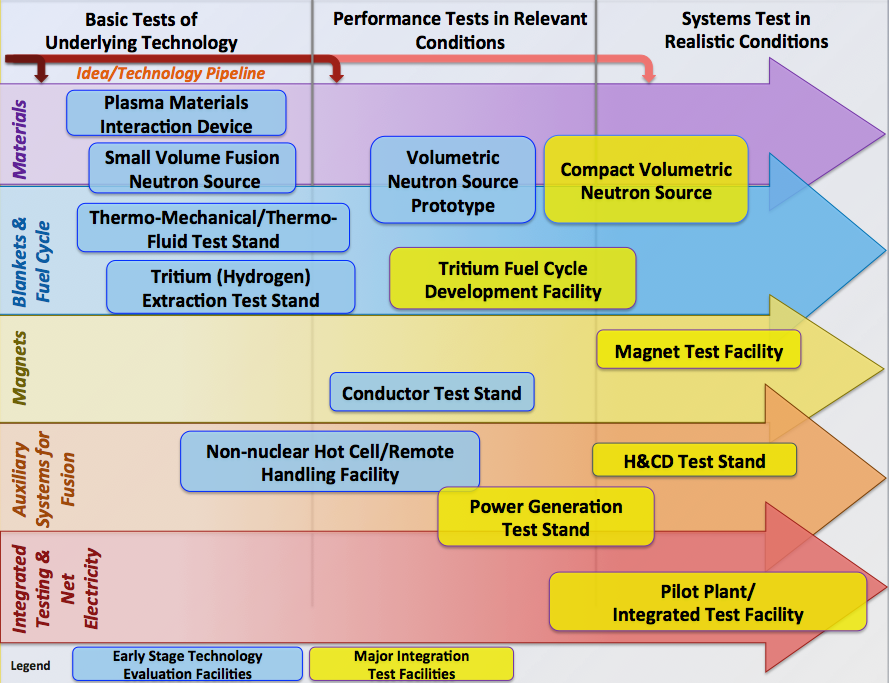 Basic Tests of
Underlying Technology
Performance Tests in Relevant
Conditions
Systems Test in
Realistic Conditions
Idea/Technology Pipeline
Materials
Plasma Materials
Interaction Device
Small Volume Fusion
Neutron Source
Volumetric
Neutron Source
Prototype
Compact Volumetric
Neutron Source
Blankets &
Fuel Cycle
Thermo-Mechanical/Thermo-
Fluid Test Stand
Tritium (Hydrogen)
Extraction Test Stand
Tritium Fuel Cycle
Development Facility
Magnets
Magnet Test Facility
Conductor Test Stand
Auxiliary
Systems for
Fusion
Non-nuclear Hot Cell/Remote
Handling Facility
H&CD Test Stand
Power Generation
Test Stand
Integrated
Testing &
Net
Electricity
Pilot Plant/
Integrated Test Facility
Legend
Early Stage Technology
Evaluation Facilities
Major Integration
Test Facilities